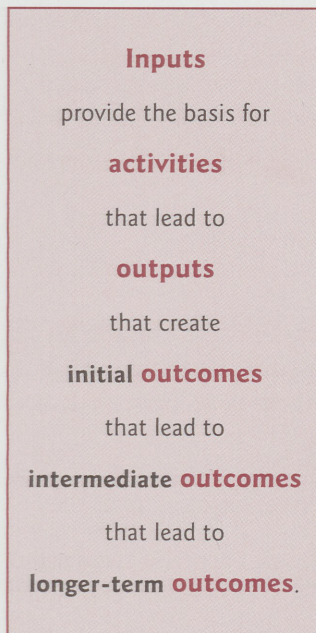 Inputs
provide the basis for
activities
that lead to
outputs
that create
initial outcomes
that lead to
intermediate outcomes
that lead to
longer-term outcomes.